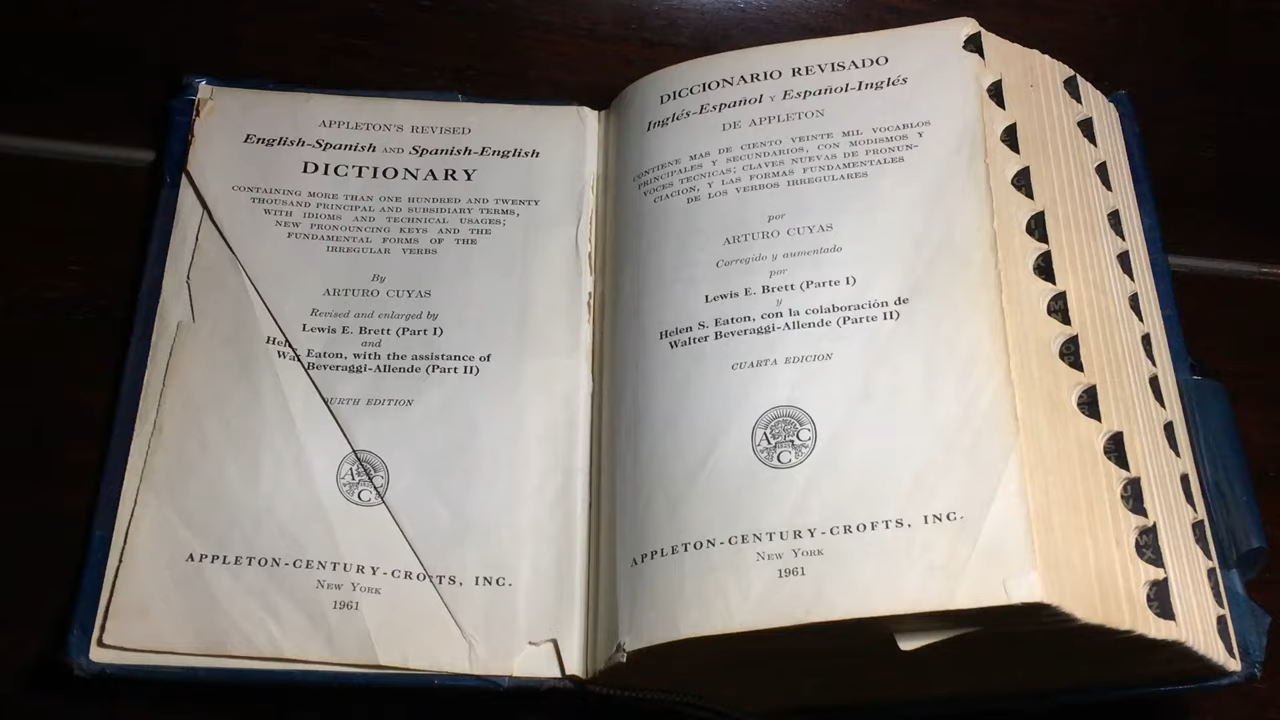 APPLETON'S REVISED
English-Spanish AND Spanish-English
DICTIONARY
CONTAINING MORE THAN ONE HUNDRED AND TWENTY
THOUSAND PRINCIPAL AND SUBSIDIARY TERMS,
WITH IDIOMS AND TECHNICAL USAGES;
NEW PRONOUNCING KEYS AND THE
FUNDAMENTAL FORMS OF THE
IRREGULAR VERBS
By
ARTURO CUYAS
Revised and enlarged by
Lewis E. Brett (Part I)
and
Eaton, with the assistance of
Beveraggi-Allende (Part II)
EDITION
A C
C
APPLETON-CENTURY-CROFTS, INC.
NEW YORK
1961
DICCIONARIO REVISADO
Inglés-Español Y Español-Inglés
DE APPLETON
CONTIENE MAS DE CIENTO VEINTE MIL VOCABLOS
PRINCIPALES Y SECUNDARIOS, CON MODISMOS Y
VOCES TECNICAS; CLAVES NUEVAS DE PRONUN-
CIACION, Y LAS FORMAS FUNDAMENTALES
DE LOS VERBOS IRREGULARES
por
ARTURO CUYAS
Corregido y aumentado
por
Lewis E. Brett (Parte I)
y
Helen S. Eaton, con la colaboración de
Walter Beveraggi-Allende (Parte II)
CUARTA EDICION
A C
C
APPLETON-CENTURY-CROFTS, INC.
NEW YORK
1961
K
MN
OP
ST
UV
WX
YZ